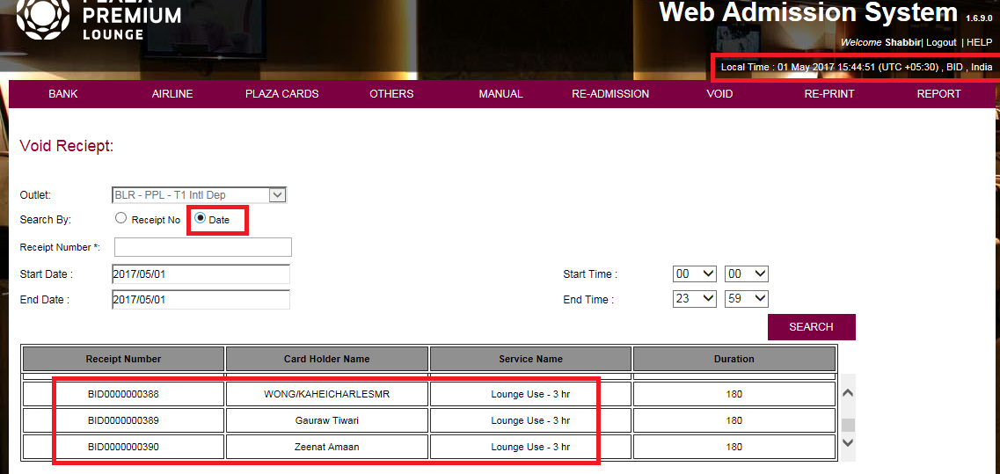 PREMIUM
LOUNGE
Web Admission System 1.6.9.0
Welcome Shabbir| Logout | HELP
Local Time : 01 May 2017 15:44:51 (UTC +05:30) , BID , India
BANK AIRLINE PLAZA CARDS OTHERS MANUAL RE-ADMISSION VOID RE-PRINT REPORT
Void Reciept:
Outlet: BLR - PPL - T1 Intl Dep
Search By: Receipt No Date
Receipt Number *:
Start Date : 2017/05/01 Start Time : 00 00
End Date : 2017/05/01 End Time : 23 59
SEARCH
Receipt Number Card Holder Name Service Name Duration
BID0000000388 WONG/KAHEICHARLESMR Lounge Use - 3 hr 180
BID0000000389 Gauraw Tiwari Lounge Use - 3 hr 180
BID0000000390 Zeenat Amaan Lounge Use - 3 hr 180